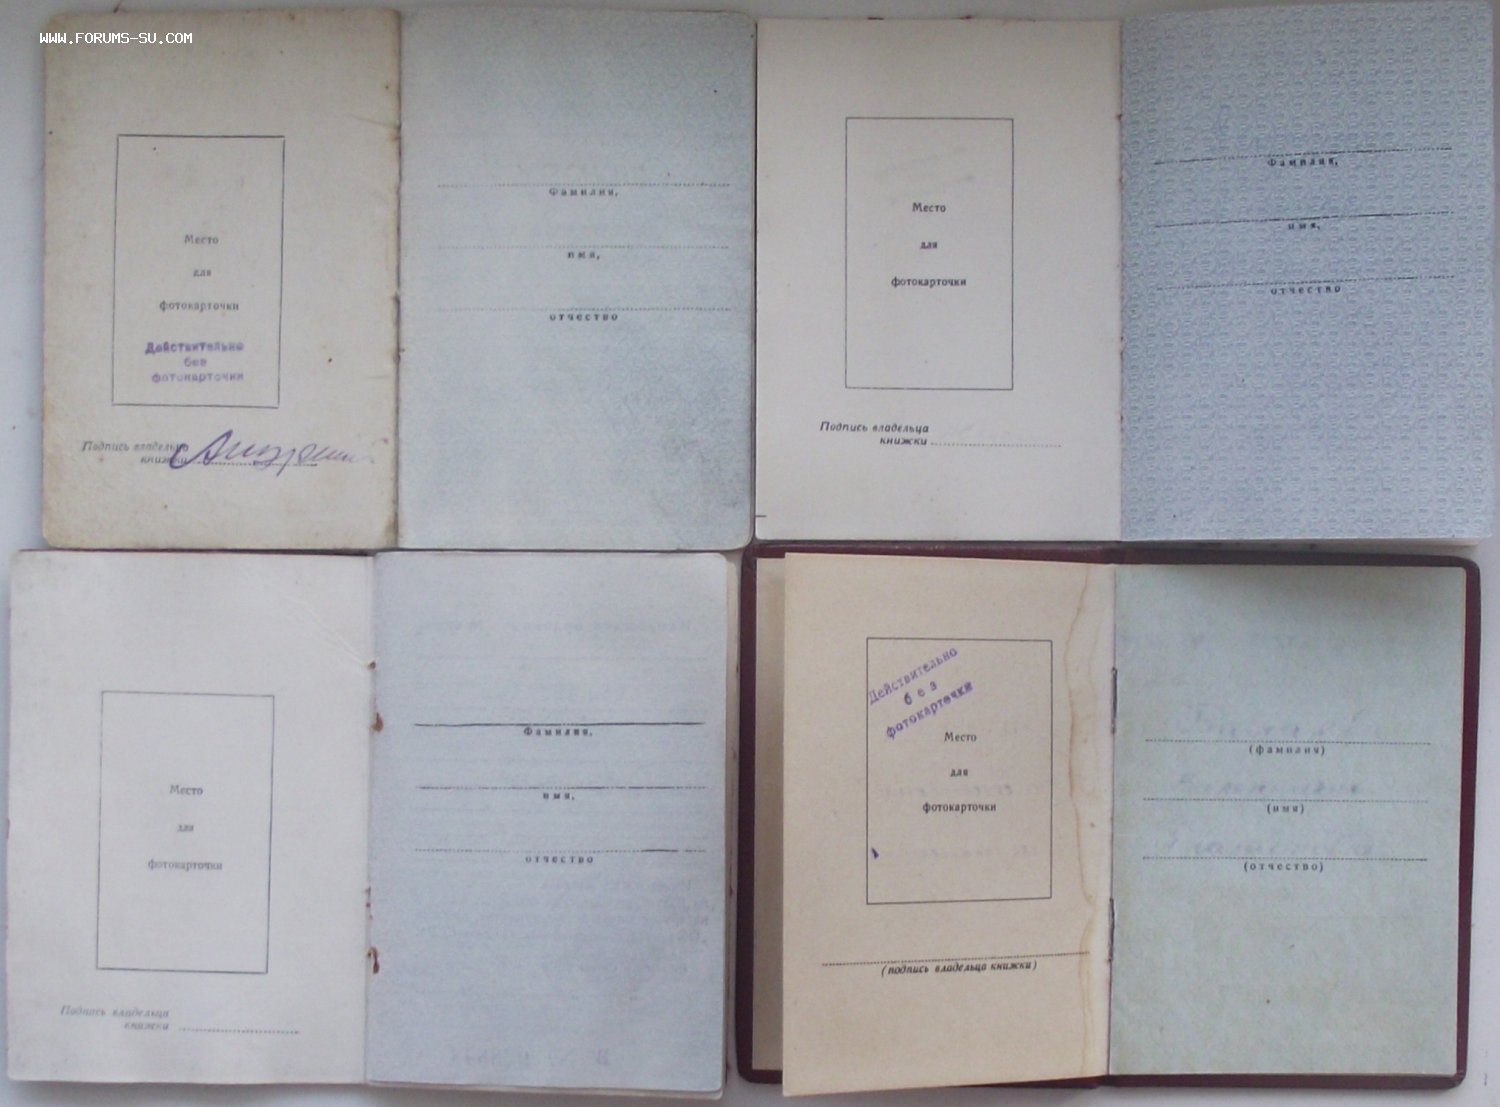 WWW.FORUMS-SU.COM
Место
для
фотокарточки
Действительно
без
фотокарточки
Подпись владельца
книжки
Фамилия,
имя,
отчество
Место
для
фотокарточки
Подпись владельца
книжки
Фамилия,
имя,
отчество
Место
для
фотокарточки
Подпись владельца
книжки
Фамилия,
имя,
отчество
Действительно
без
фотокарточки
Место
для
фотокарточки
(подпись владельца книжки)
(фамилия)
(имя)
(отчество)